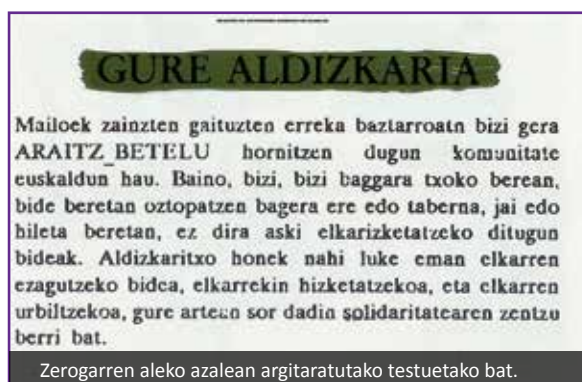 GURE ALDIZKARIA
Mailoek zainzten gaituzten erreka baztarroatn bizi gera
ARAITZ_BETELU hornitzen dugun komunitate
euskaldun hau. Baino, bizi, bizi baggara txoko berean,
bide beretan oztopatzen bagera ere edo taberna, jai edo
hileta beretan, ez dira aski elkarizketatzeko ditugun
bideak. Aldizkaritxo honek nahi luke eman elkarren
ezagutzeko bidea, elkarrekin hizketatzekoa, eta elkarren
urbiltzekoa, gure artean sor dadin solidaritatearen zentzu
berri bat.
Zerogarren aleko azalean argitaratutako testuetako bat.